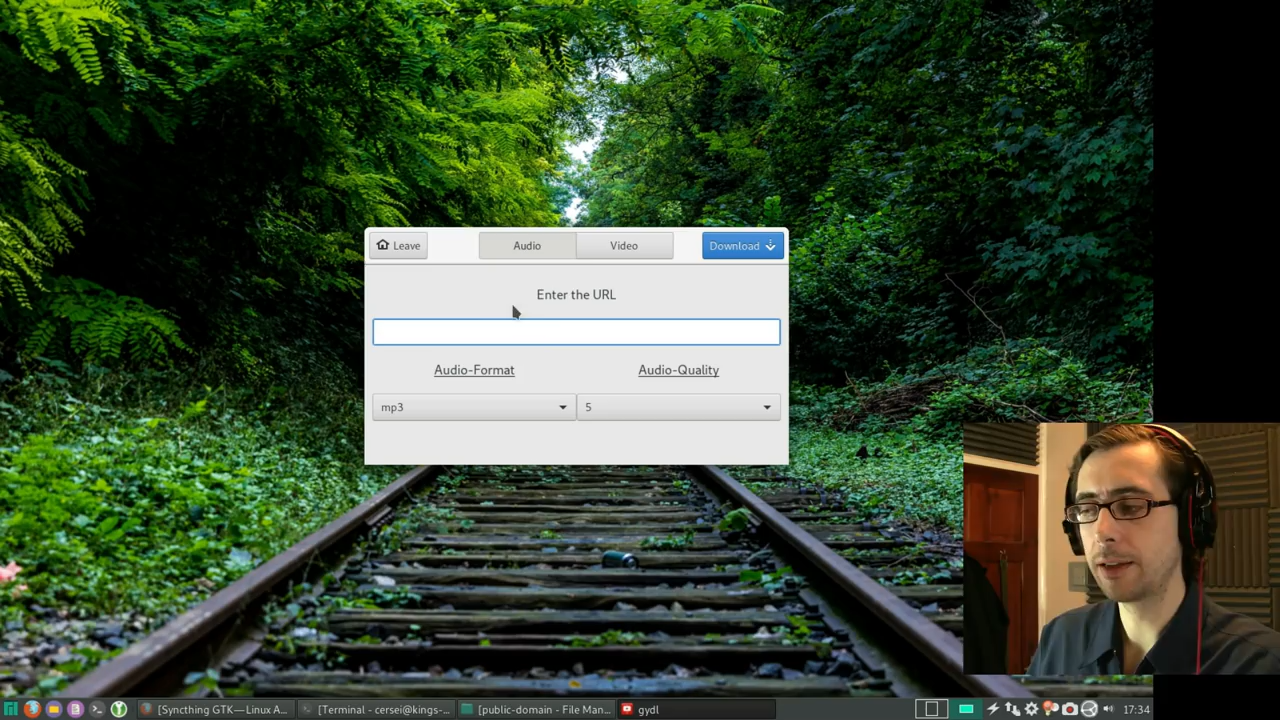 Leave
Audio
Video
Download
Enter the URL
Audio-Format
Audio-Quality
mp3
5
[Syncthing GTK — Linux A...
[Terminal - cersei@kings-...
[public-domain - File Man...
gydl
17:34